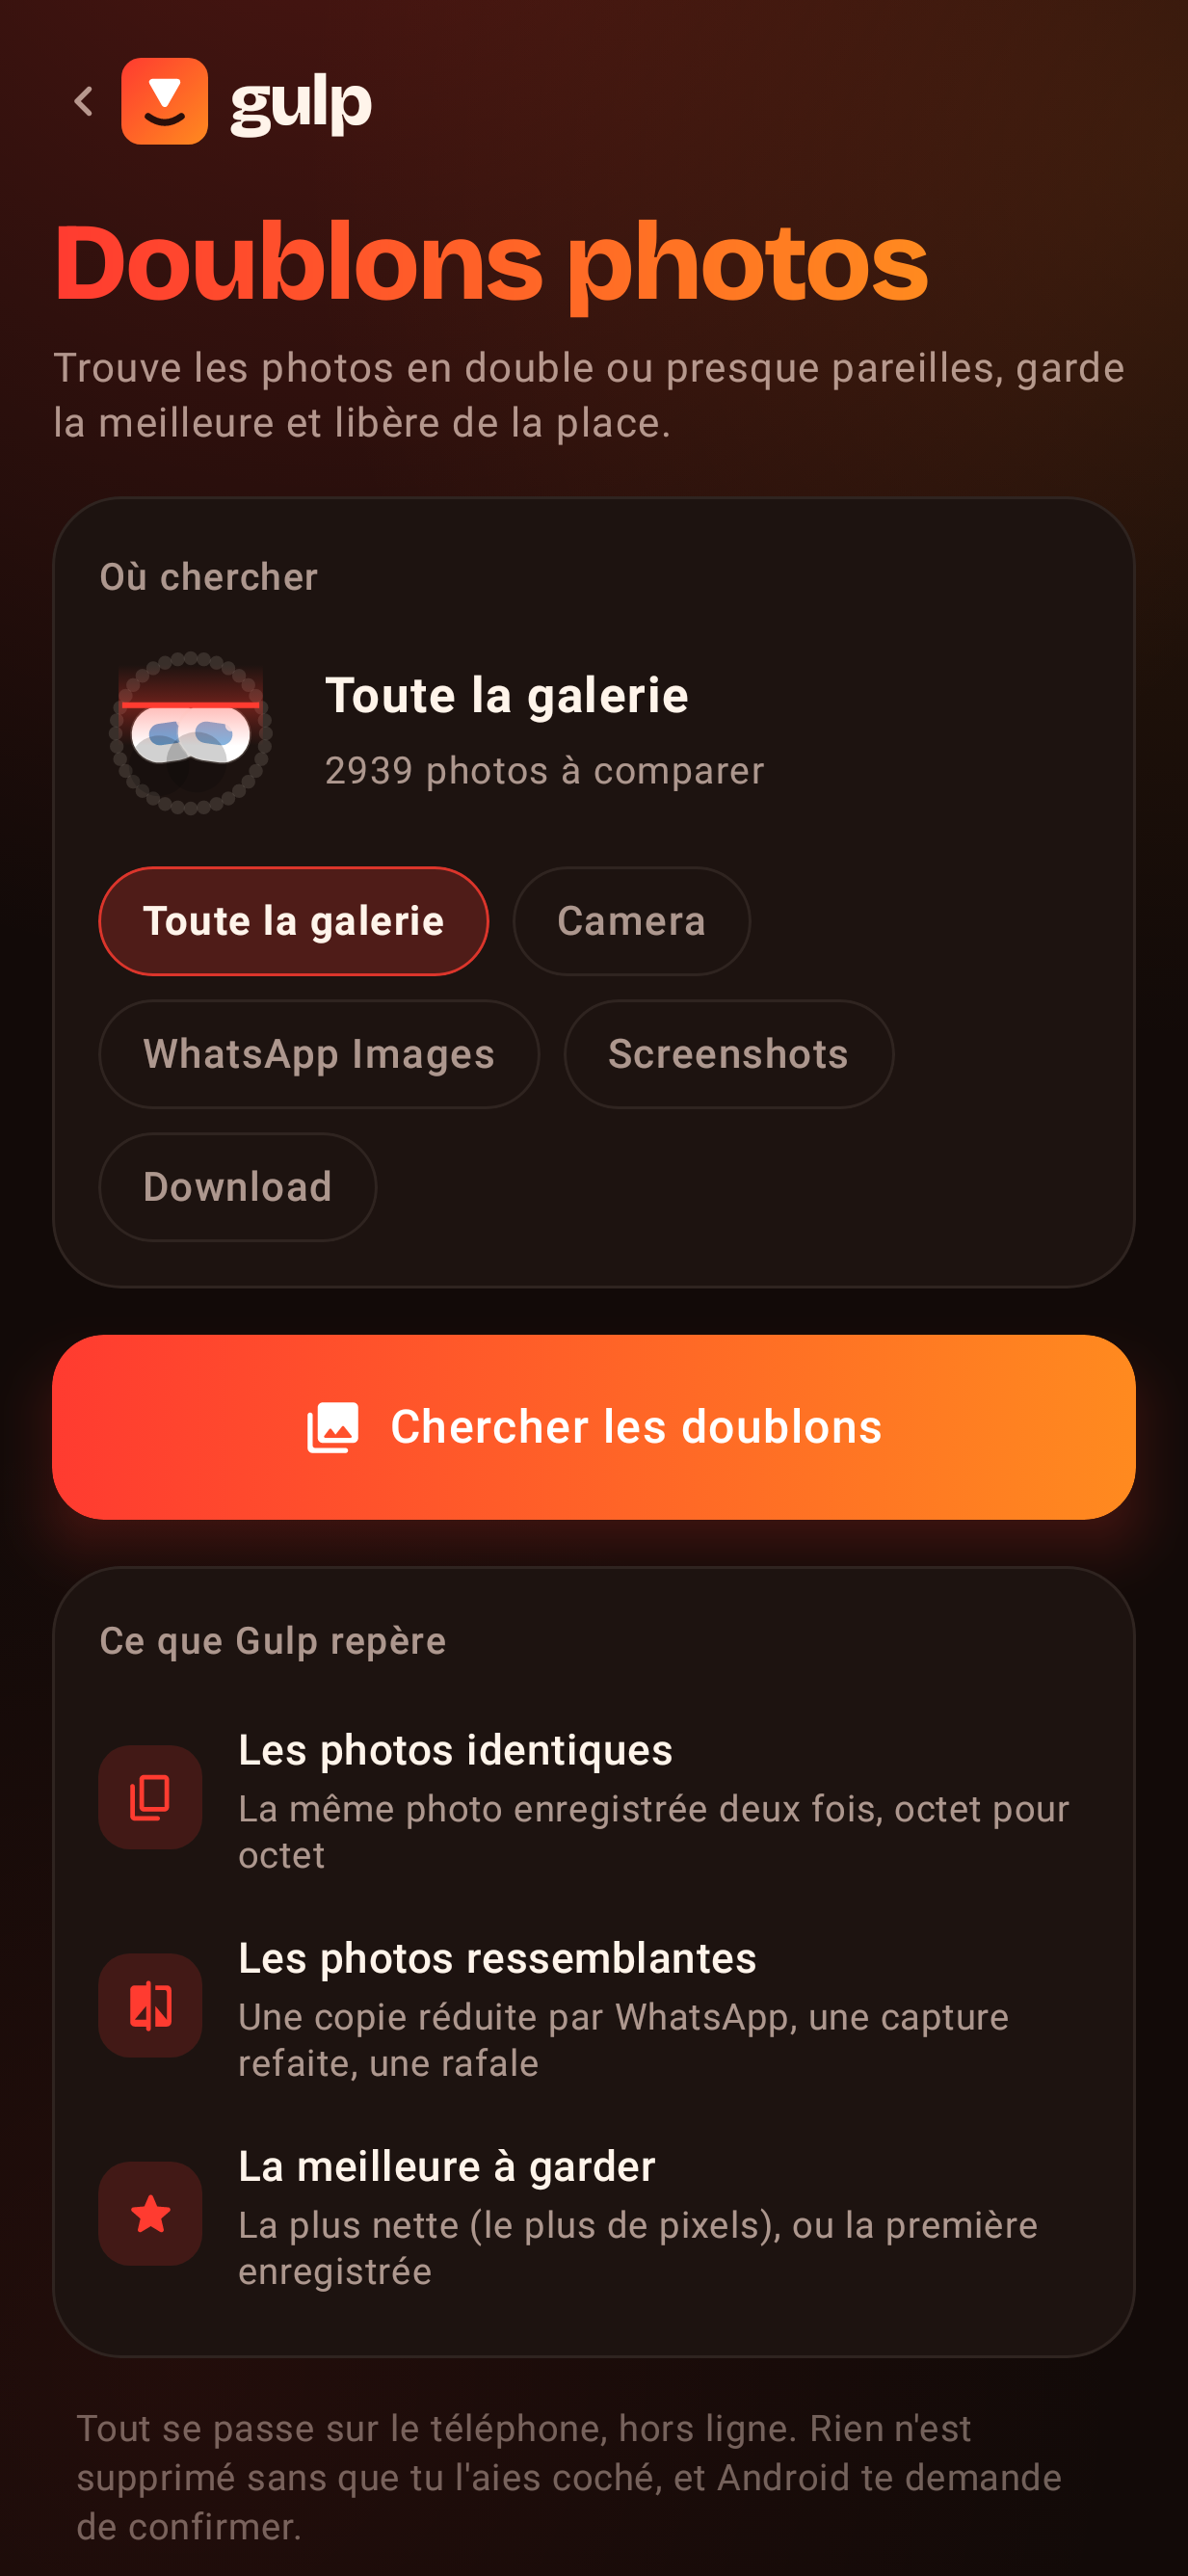 gulp
Doublons photos
Trouve les photos en double ou presque pareilles, garde
la meilleure et libère de la place.
Où chercher
Toute la galerie
2939 photos à comparer
Toute la galerie
Camera
WhatsApp Images
Screenshots
Download
Chercher les doublons
Ce que Gulp repère
Les photos identiques
La même photo enregistrée deux fois, octet pour
octet
Les photos ressemblantes
Une copie réduite par WhatsApp, une capture
refaite, une rafale
La meilleure à garder
La plus nette (le plus de pixels), ou la première
enregistrée
Tout se passe sur le téléphone, hors ligne. Rien n'est
supprimé sans que tu l'aies coché, et Android te demande
de confirmer.